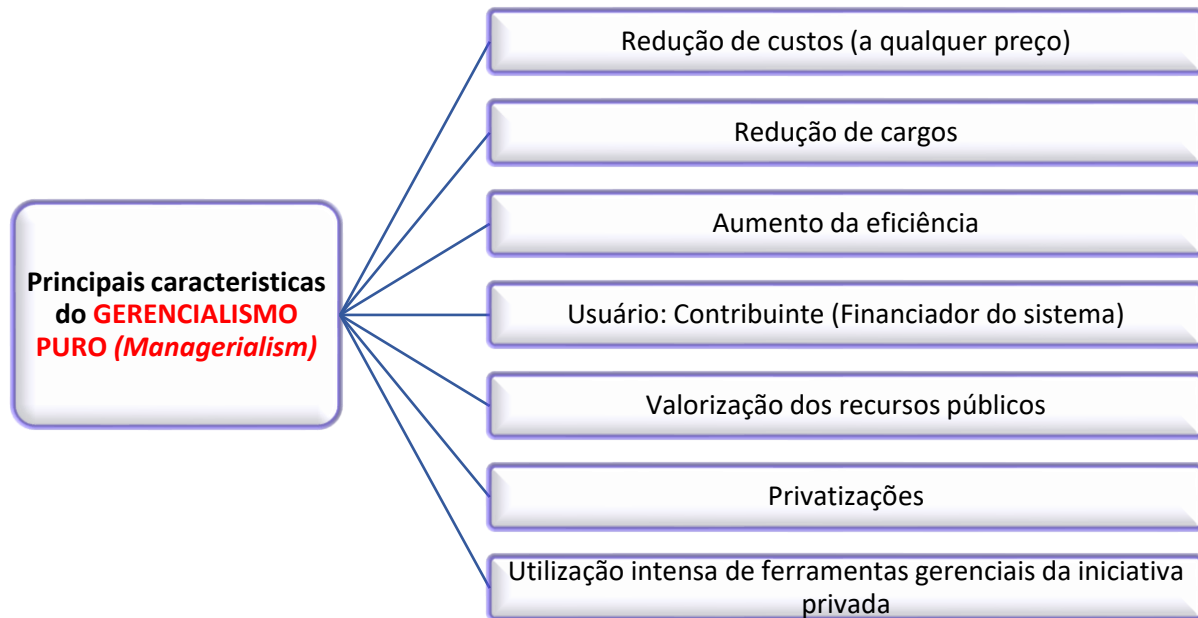 Redução de custos (a qualquer preço)
Redução de cargos
Aumento da eficiência
Principais caracteristicas
do GERENCIALISMO
PURO (Managerialism)
Usuário: Contribuinte (Financiador do sistema)
Valorização dos recursos públicos
Privatizações
Utilização intensa de ferramentas gerenciais da iniciativa
privada